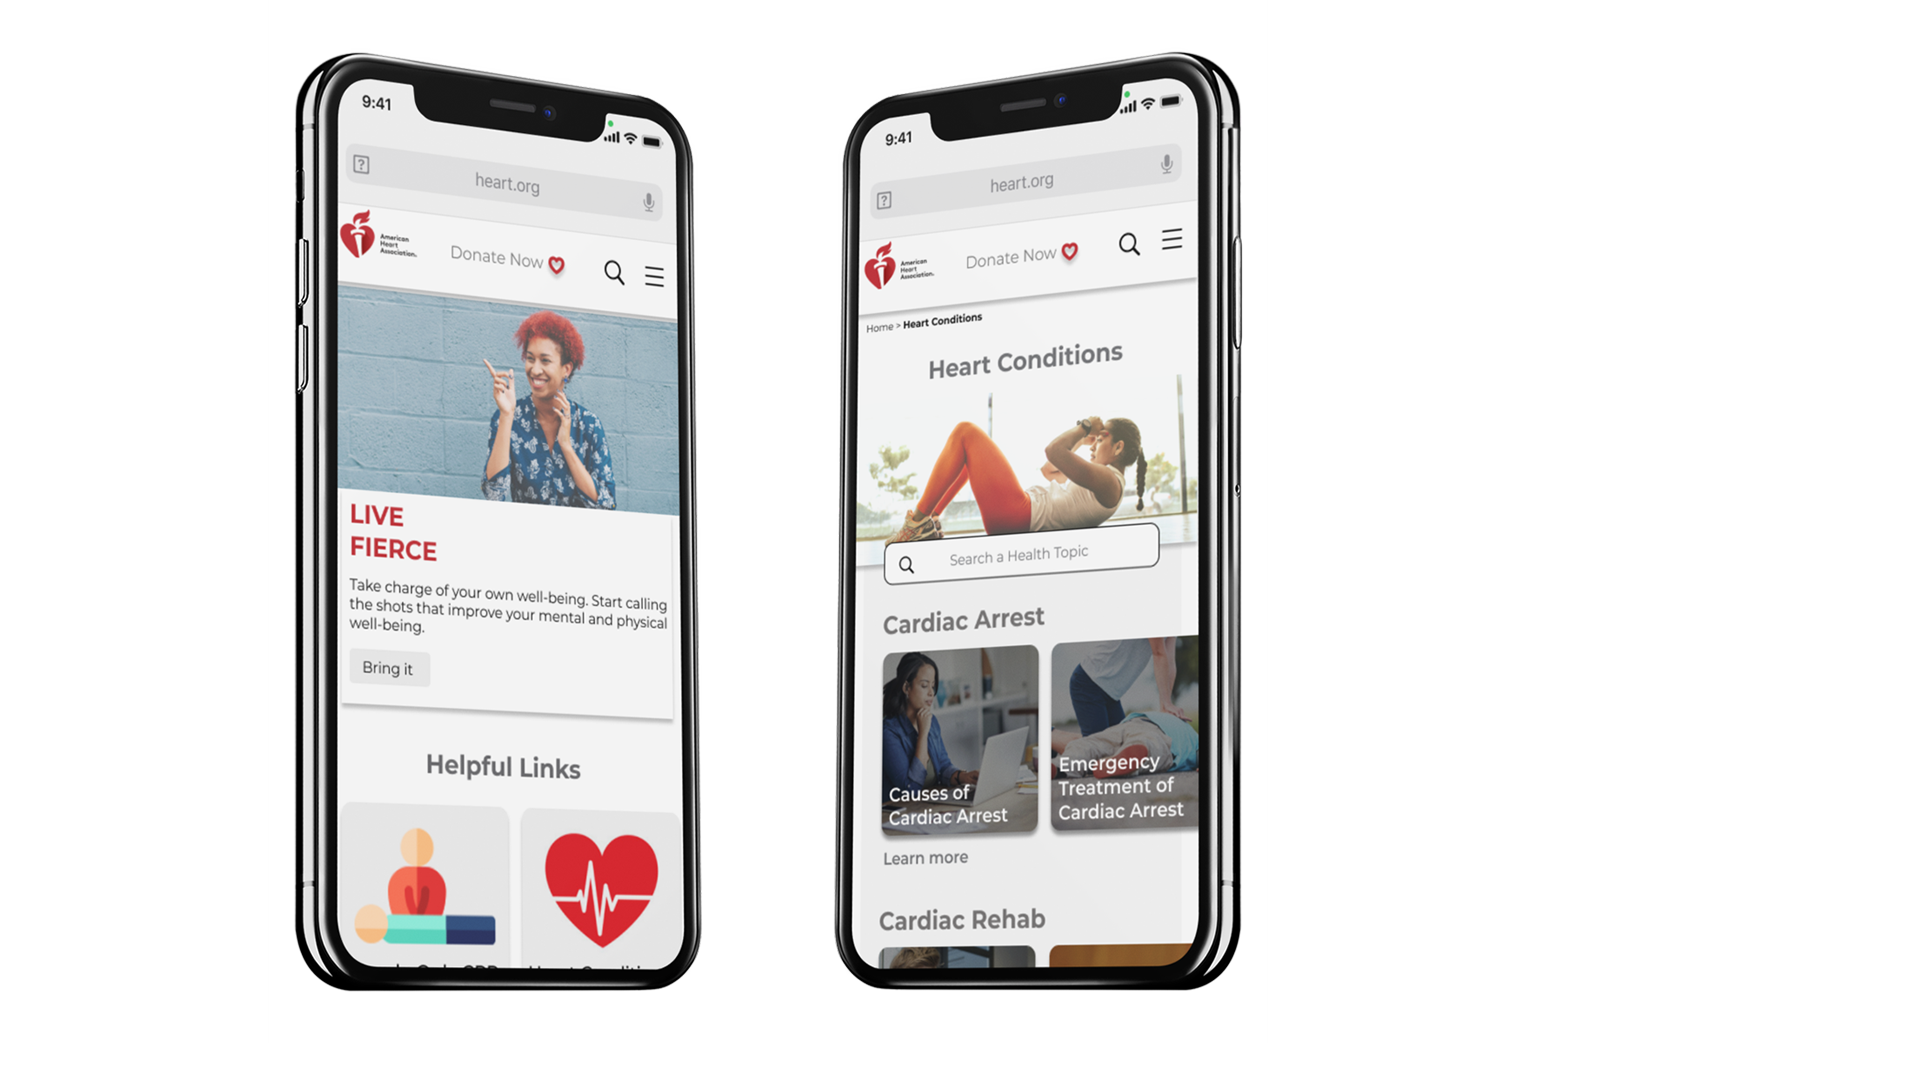 9:41
?
heart.org
American
Heart
Association.
Donate Now
LIVE
FIERCE
Take charge of your own well-being. Start calling
the shots that improve your mental and physical
well-being.
Bring it
Helpful Links
9:41
?
heart.org
American
Heart
Association.
Donate Now
Home > Heart Conditions
Heart Conditions
Search a Health Topic
Cardiac Arrest
Causes of
Cardiac Arrest
Emergency
Treatment of
Cardiac Arrest
Learn more
Cardiac Rehab